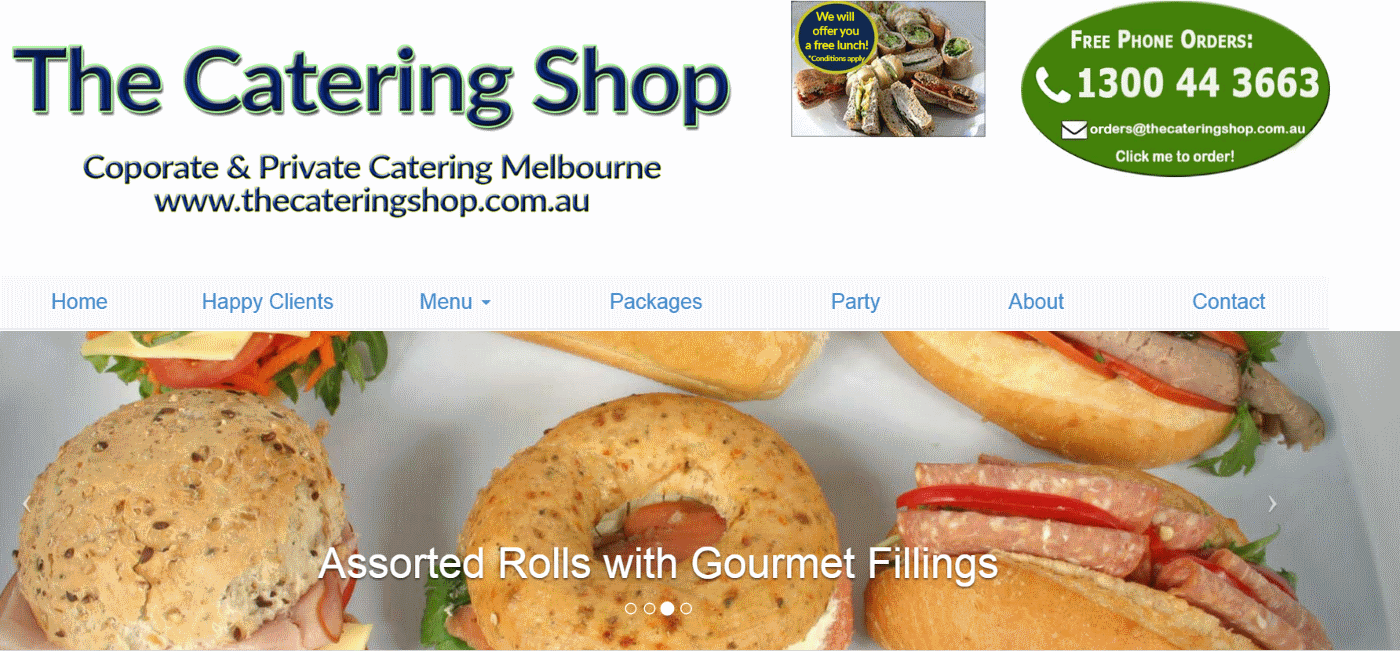 The Catering Shop
Coporate & Private Catering Melbourne
www.thecateringshop.com.au
We will
offer you
a free lunch!
*Conditions apply
Free Phone Orders:
1300 44 3663
orders@thecateringshop.com.au
Click me to order!
Home Happy Clients Menu Packages Party About Contact
Assorted Rolls with Gourmet Fillings